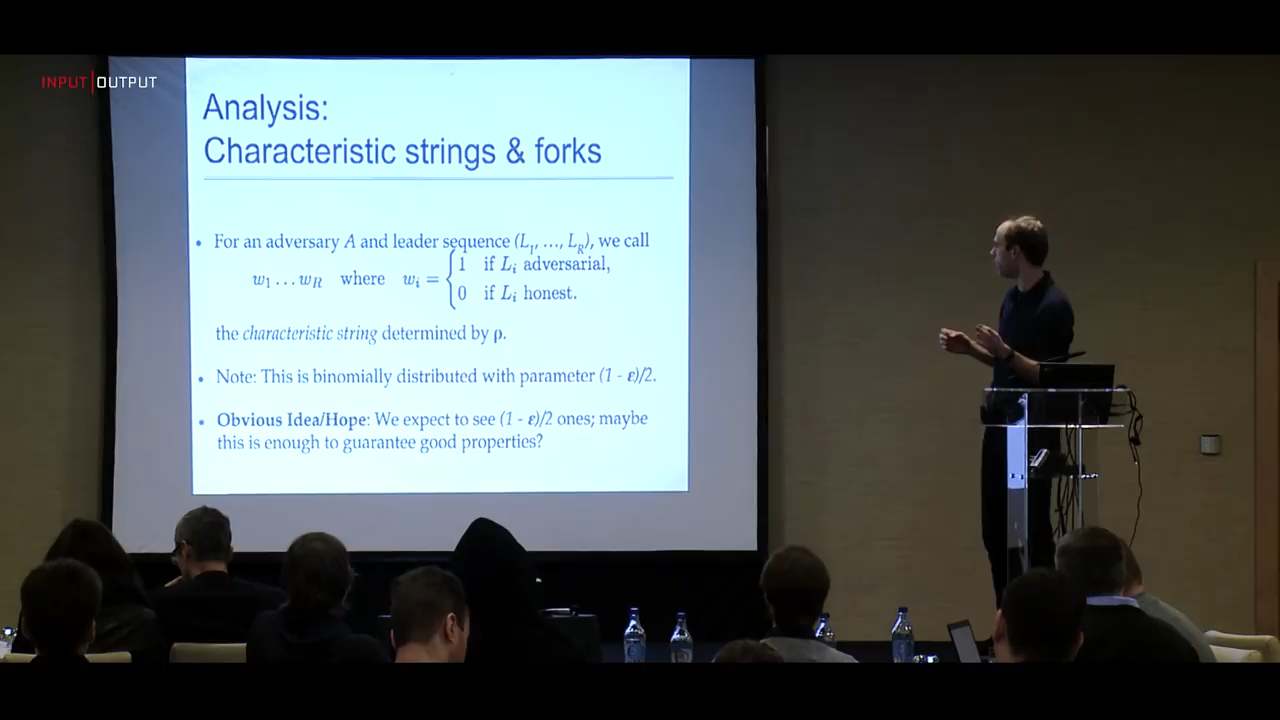 INPUT|OUTPUT
Analysis:
Characteristic strings & forks
• For an adversary A and leader sequence (L₁, ..., L_R), we call
w₁ ... w_R where wᵢ = { 1 if Lᵢ adversarial,
0 if Lᵢ honest.
the characteristic string determined by ρ.
• Note: This is binomially distributed with parameter (1 - ε)/2.
• Obvious Idea/Hope: We expect to see (1 - ε)/2 ones; maybe
this is enough to guarantee good properties?